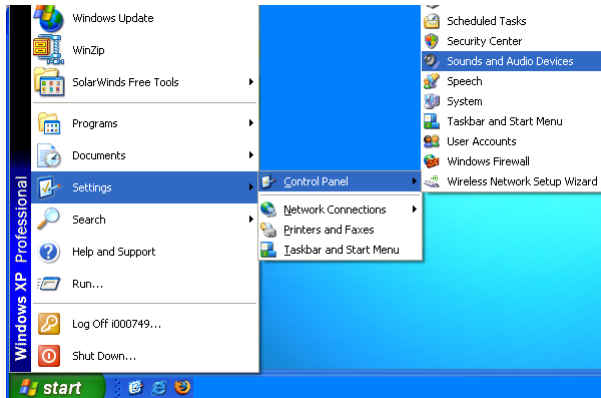 Windows Update
WinZip
SolarWinds Free Tools
Programs
Documents
Settings
Search
Help and Support
Run...
Log Off i000749...
Shut Down...
Windows XP Professional
start
Control Panel
Network Connections
Printers and Faxes
Taskbar and Start Menu
Scheduled Tasks
Security Center
Sounds and Audio Devices
Speech
System
Taskbar and Start Menu
User Accounts
Windows Firewall
Wireless Network Setup Wizard